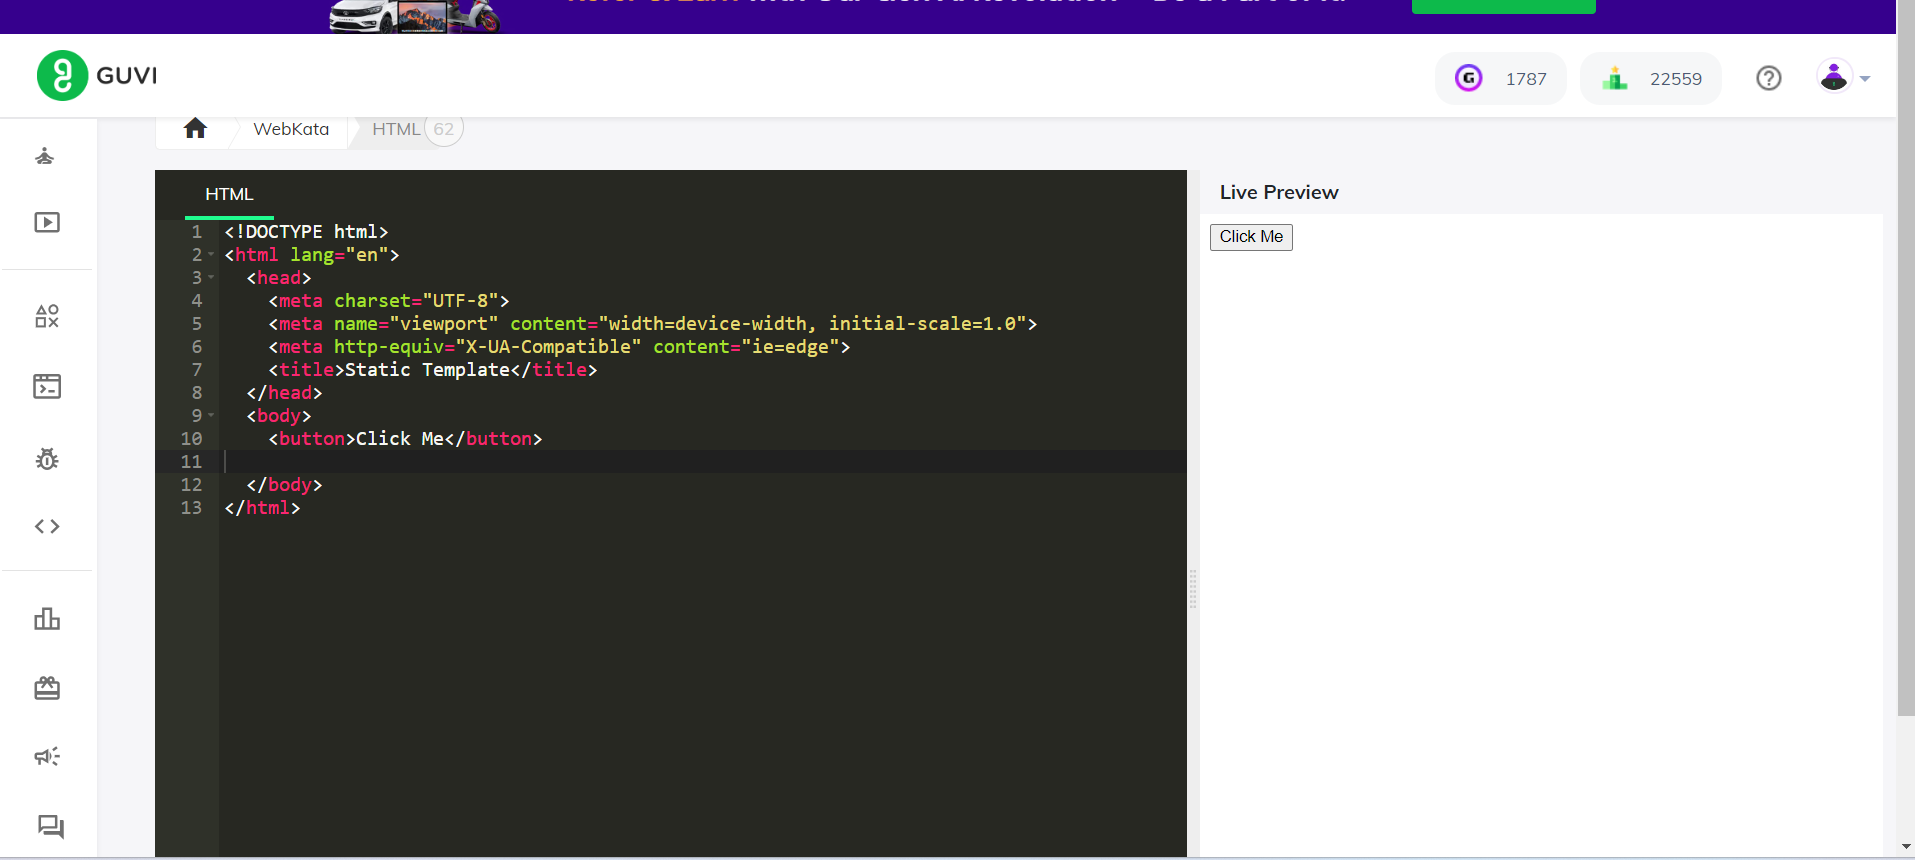 GUVI
1787
22559
WebKata
HTML 62
HTML
Live Preview
1 <!DOCTYPE html>
2 <html lang="en">
3 <head>
4 <meta charset="UTF-8">
5 <meta name="viewport" content="width=device-width, initial-scale=1.0">
6 <meta http-equiv="X-UA-Compatible" content="ie=edge">
7 <title>Static Template</title>
8 </head>
9 <body>
10 <button>Click Me</button>
11
12 </body>
13 </html>
Click Me